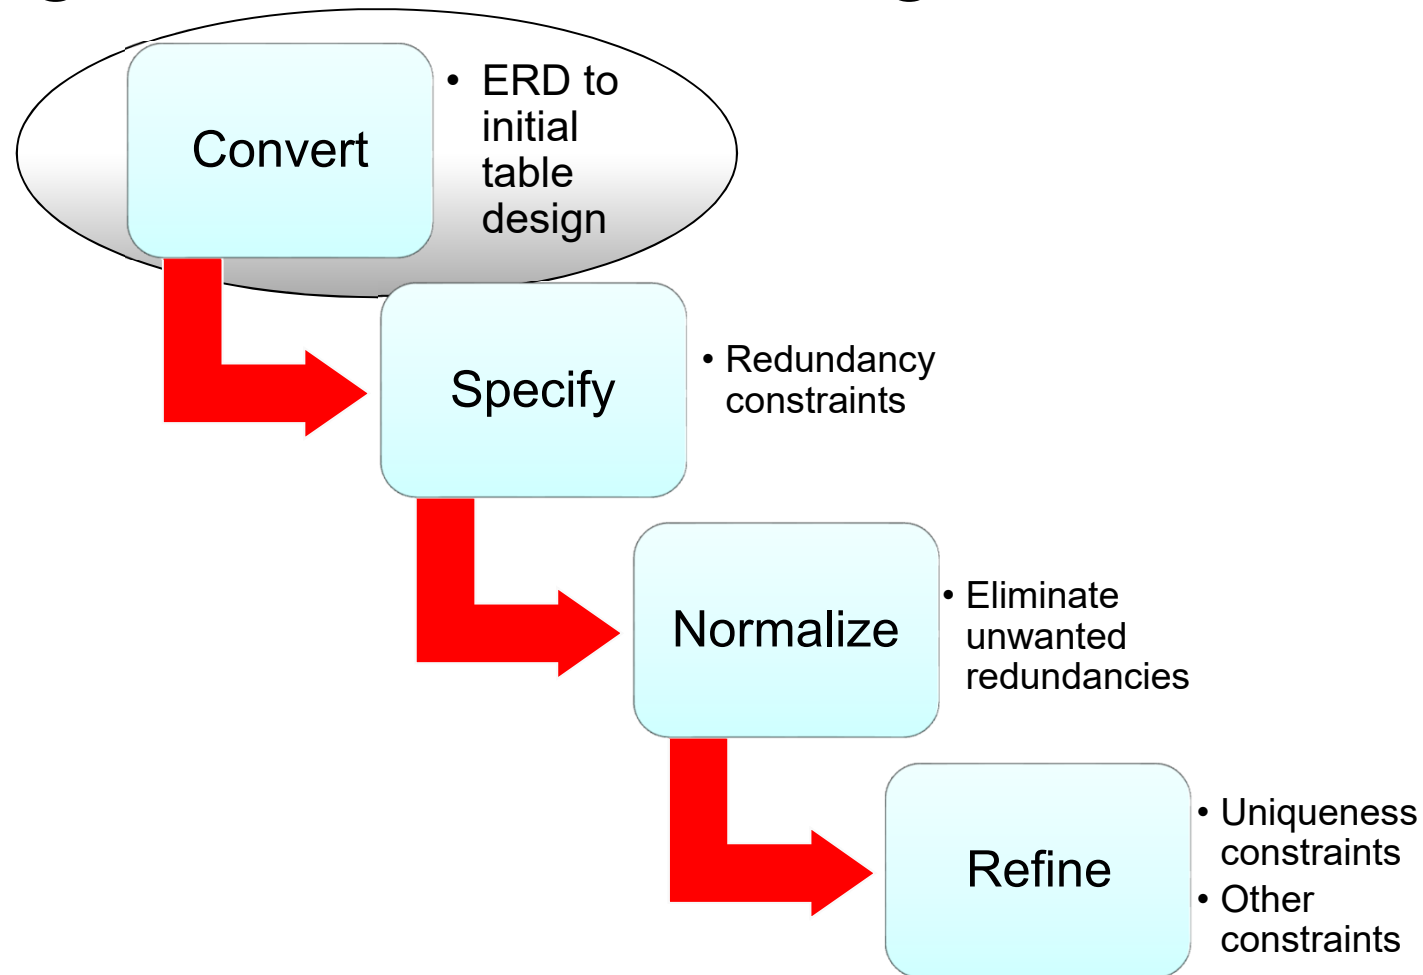 Convert
• ERD to
initial
table
design
Specify
• Redundancy
constraints
Normalize
• Eliminate
unwanted
redundancies
Refine
• Uniqueness
constraints
• Other
constraints